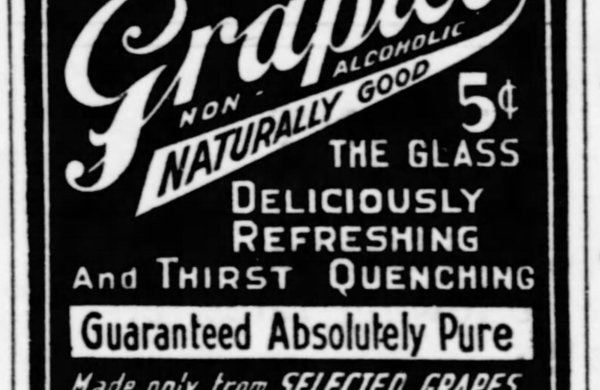 NON - ALCOHOLIC
NATURALLY GOOD
5¢
THE GLASS
DELICIOUSLY
REFRESHING
And THIRST QUENCHING
Guaranteed Absolutely Pure
Made only from SELECTED GRAPES